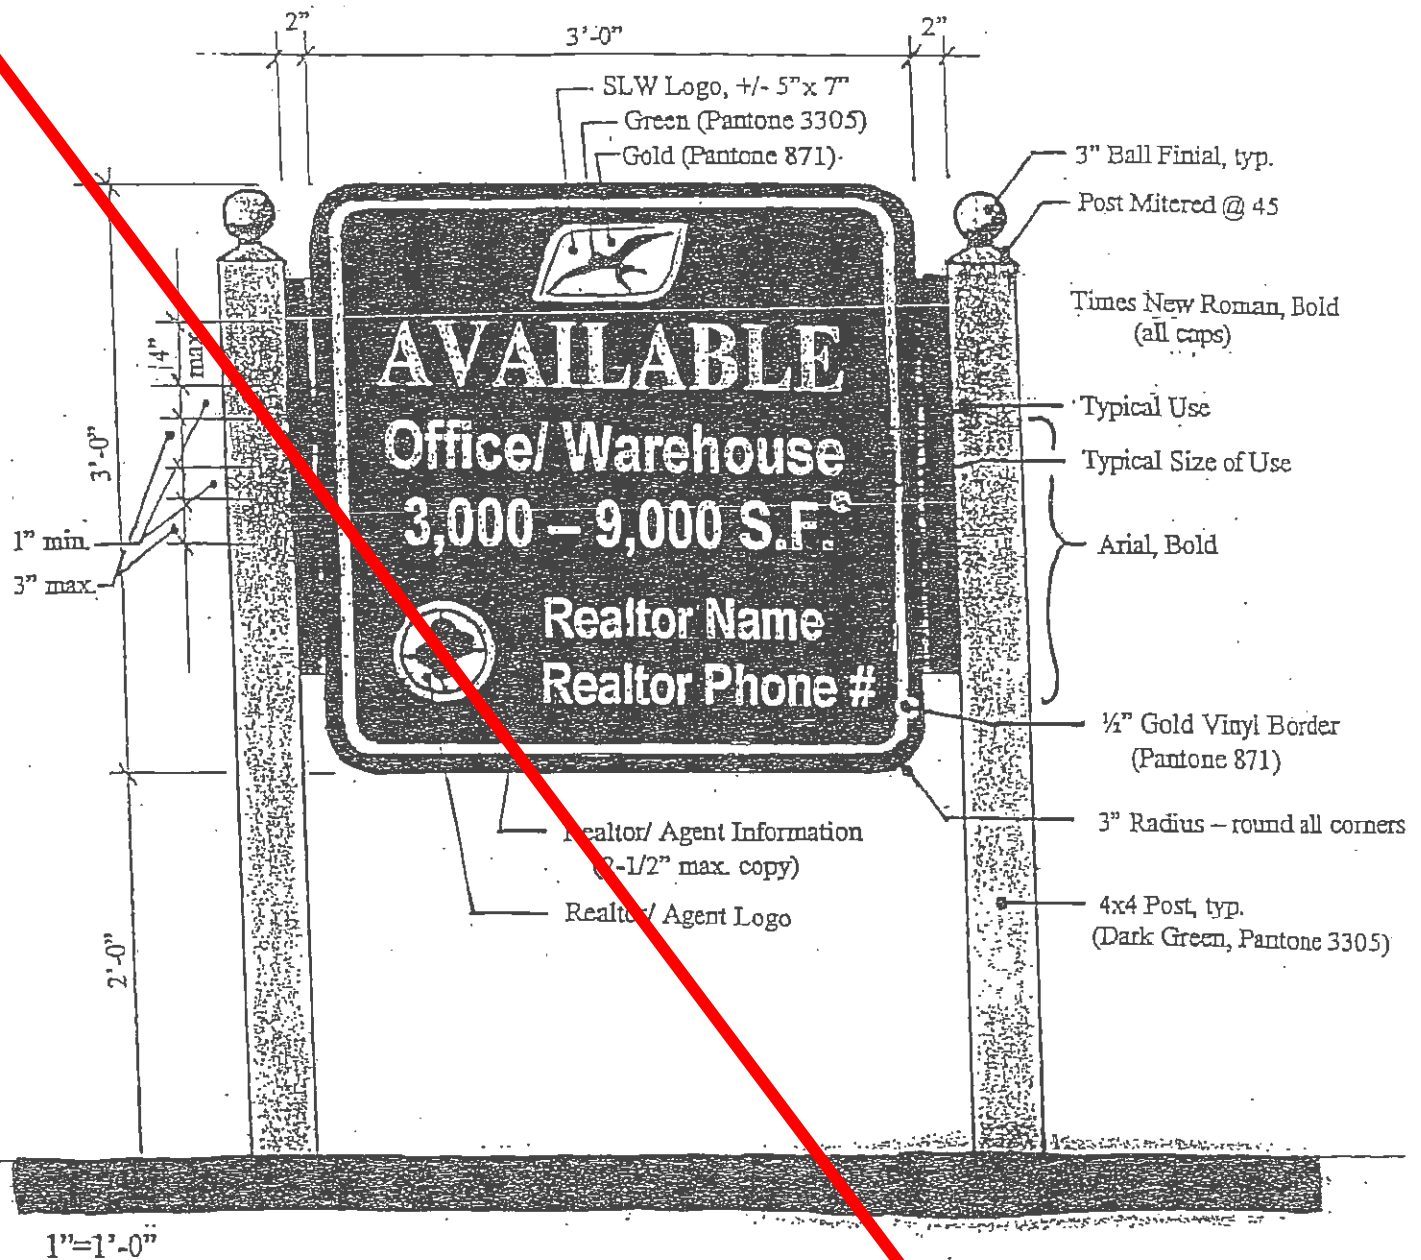 2" 3'-0" 2"
SLW Logo, +/- 5"x 7"
Green (Pantone 3305)
Gold (Pantone 871)
3" Ball Finial, typ.
Post Mitered @ 45
Times New Roman, Bold
(all caps)
AVAILABLE
Office/ Warehouse
3,000 – 9,000 S.F.
Realtor Name
Realtor Phone #
4"
max
3'-0"
1" min.
3" max.
2'-0"
Typical Use
Typical Size of Use
Arial, Bold
½" Gold Vinyl Border
(Pantone 871)
3" Radius – round all corners
4x4 Post, typ.
(Dark Green, Pantone 3305)
Realtor/ Agent Information
(2-1/2" max. copy)
Realtor/ Agent Logo
1"=1'-0"